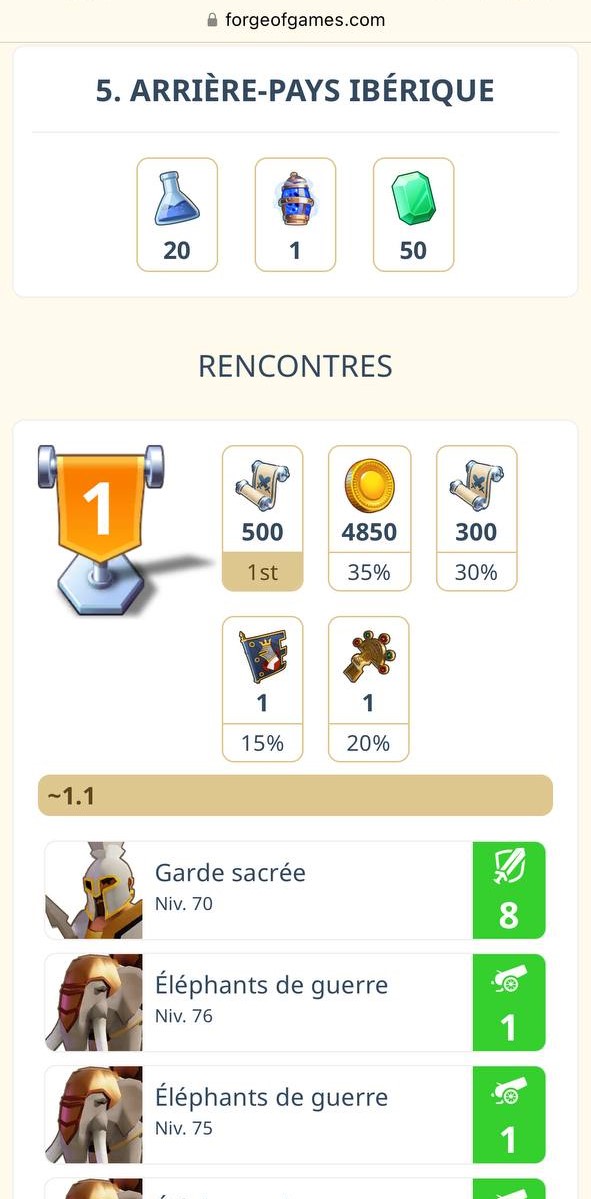 forgeofgames.com
5. ARRIÈRE-PAYS IBÉRIQUE
20 1 50
RENCONTRES
1
500 4850 300
1st 35% 30%
1 1
15% 20%
~1.1
Garde sacrée
Niv. 70
8
Éléphants de guerre
Niv. 76
1
Éléphants de guerre
Niv. 75
1